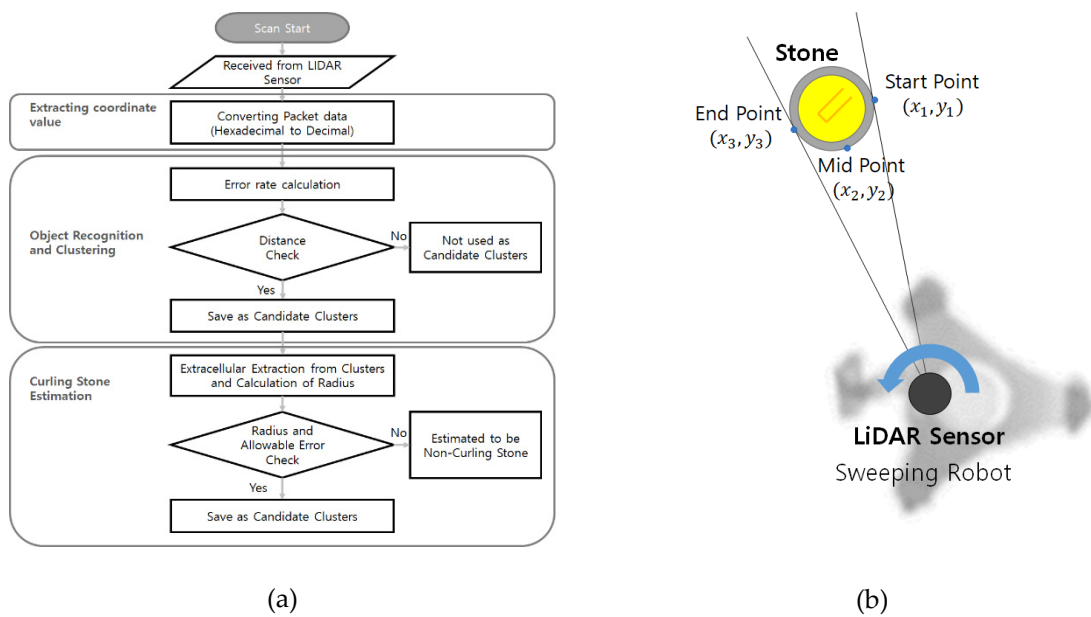 Scan Start
Received from LIDAR
Sensor
Extracting coordinate
value
Converting Packet data
(Hexadecimal to Decimal)
Object Recognition
and Clustering
Error rate calculation
Distance
Check
No
Not used as
Candidate Clusters
Yes
Save as Candidate Clusters
Curling Stone
Estimation
Extracellular Extraction from Clusters
and Calculation of Radius
Radius and
Allowable Error
Check
No
Estimated to be
Non-Curling Stone
Yes
Save as Candidate Clusters
(a)
Stone
Start Point
(x₁, y₁)
End Point
(x₃, y₃)
Mid Point
(x₂, y₂)
LiDAR Sensor
Sweeping Robot
(b)